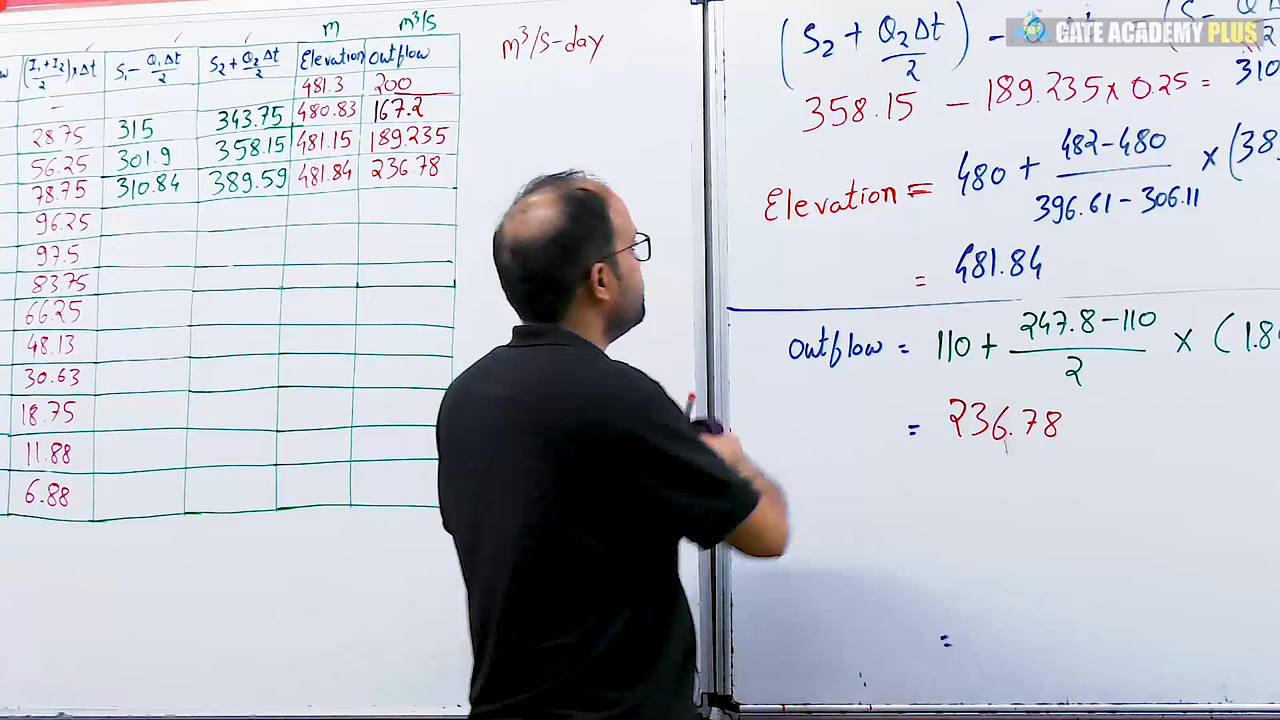 m m³/s
(I₁+I₂/2)×Δt S₁ - Q₁Δt/2 S₂ + Q₂Δt/2 Elevation Outflow
- 481.3 200
28.75 315 343.75 480.83 167.2
56.25 301.9 358.15 481.15 189.235
78.75 310.84 389.59 481.84 236.78
96.25
97.5
83.75
66.25
48.13
30.63
18.75
11.88
6.88
m³/s-day
GATE ACADEMY PLUS
(S₂ + Q₂Δt/2) -
358.15 - 189.235×0.25 = 310
Elevation = 480 + 482-480/396.61-306.11 × (38
= 481.84
Outflow = 110 + 247.8-110/2 × (1.8
= 236.78
=